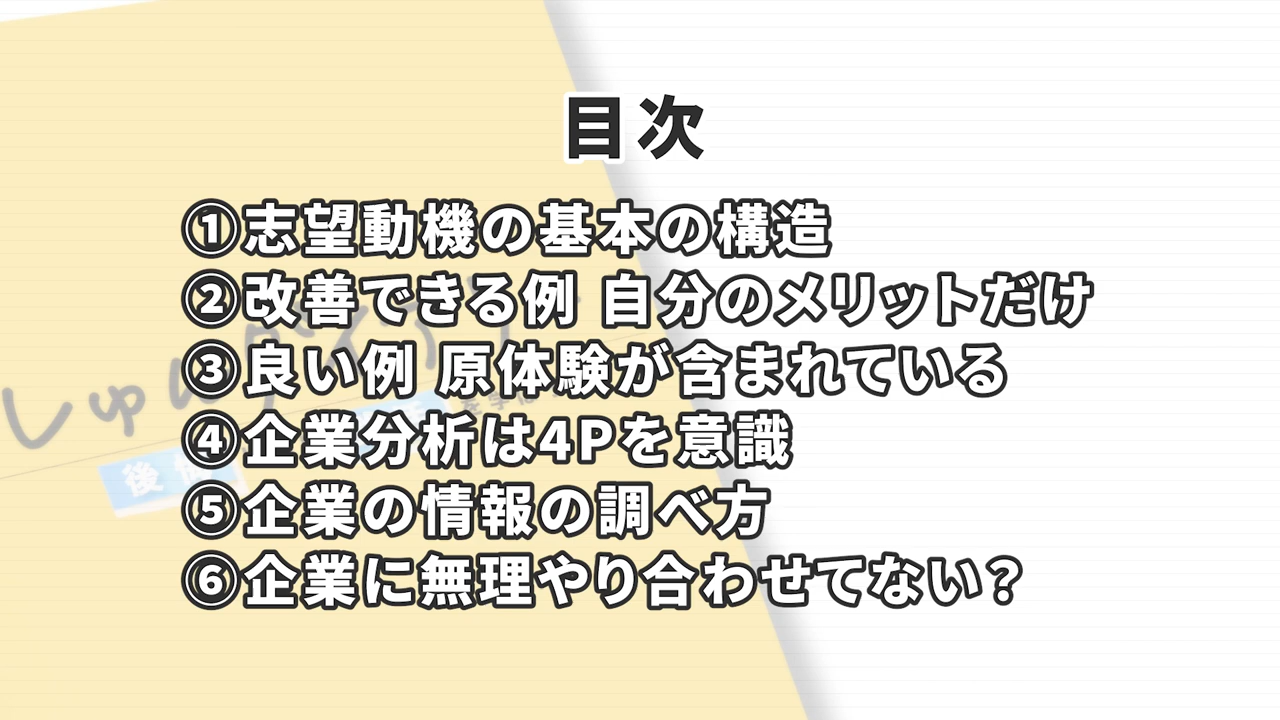 目次
①志望動機の基本の構造
②改善できる例 自分のメリットだけ
③良い例 原体験が含まれている
④企業分析は4Pを意識
⑤企業の情報の調べ方
⑥企業に無理やり合わせてない？